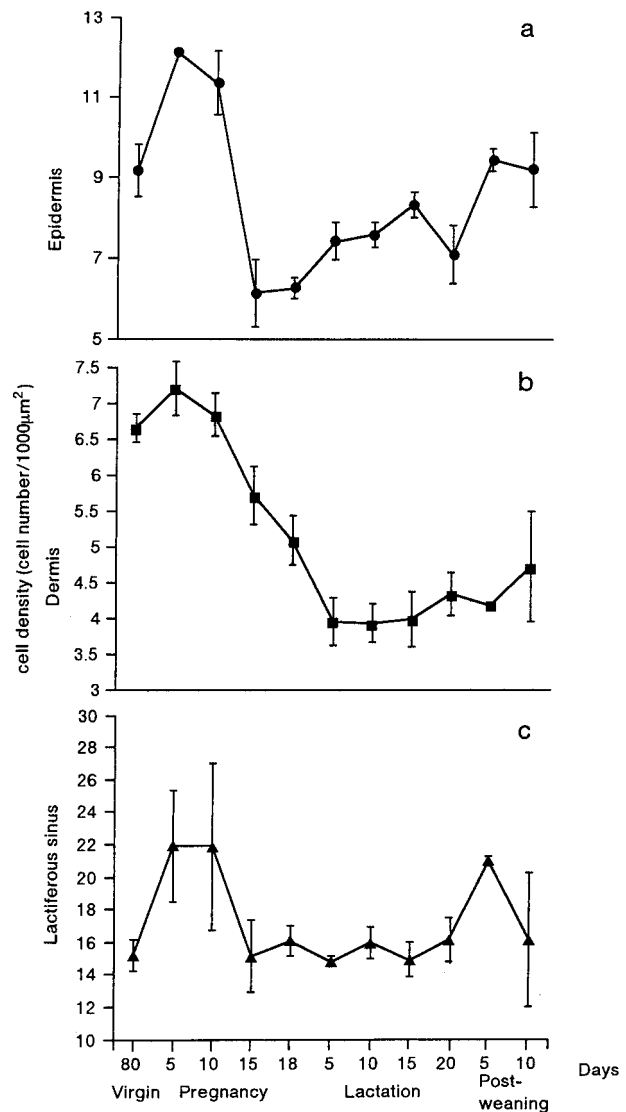 a
13
11
9
7
5
Epidermis
b
7.5
7
6.5
6
5.5
5
4.5
4
3.5
3
cell density (cell number/1000µm²)
Dermis
c
30
28
26
24
22
20
18
16
14
12
10
Lactiferous sinus
80 5 10 15 18 5 10 15 20 5 10 Days
Virgin Pregnancy Lactation Post-
weaning